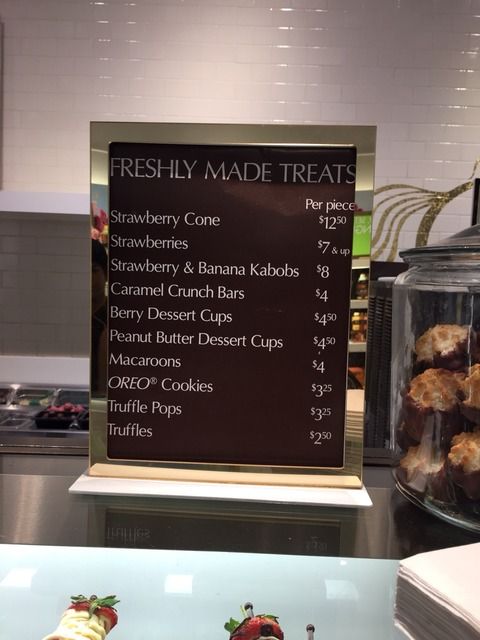 FRESHLY MADE TREATS
Per piece
Strawberry Cone $12.50
Strawberries $7 & up
Strawberry & Banana Kabobs $8
Caramel Crunch Bars $4
Berry Dessert Cups $4.50
Peanut Butter Dessert Cups $4.50
Macaroons $4
OREO® Cookies $3.25
Truffle Pops $3.25
Truffles $2.50